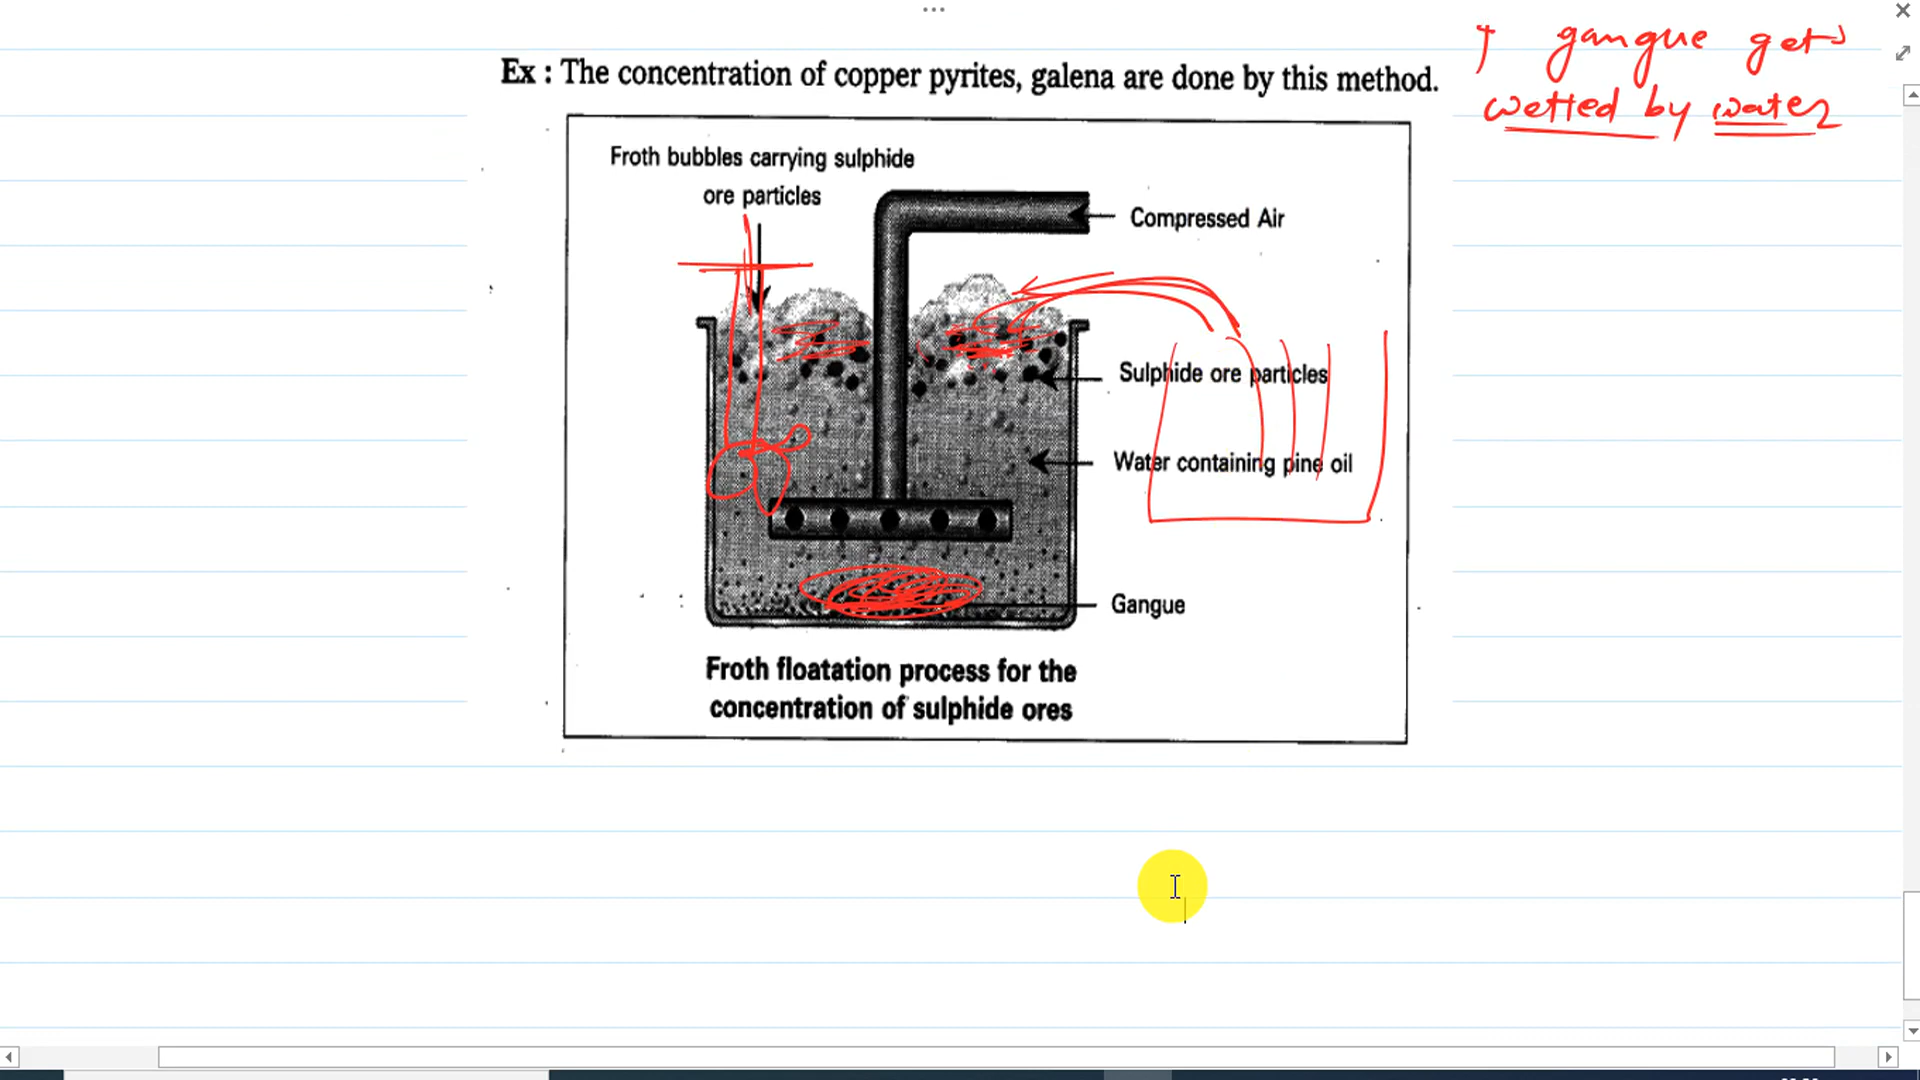 gangue gets
wetted by water
Ex : The concentration of copper pyrites, galena are done by this method.
Froth bubbles carrying sulphide
ore particles
Compressed Air
Sulphide ore particles
Water containing pine oil
Gangue
Froth floatation process for the
concentration of sulphide ores